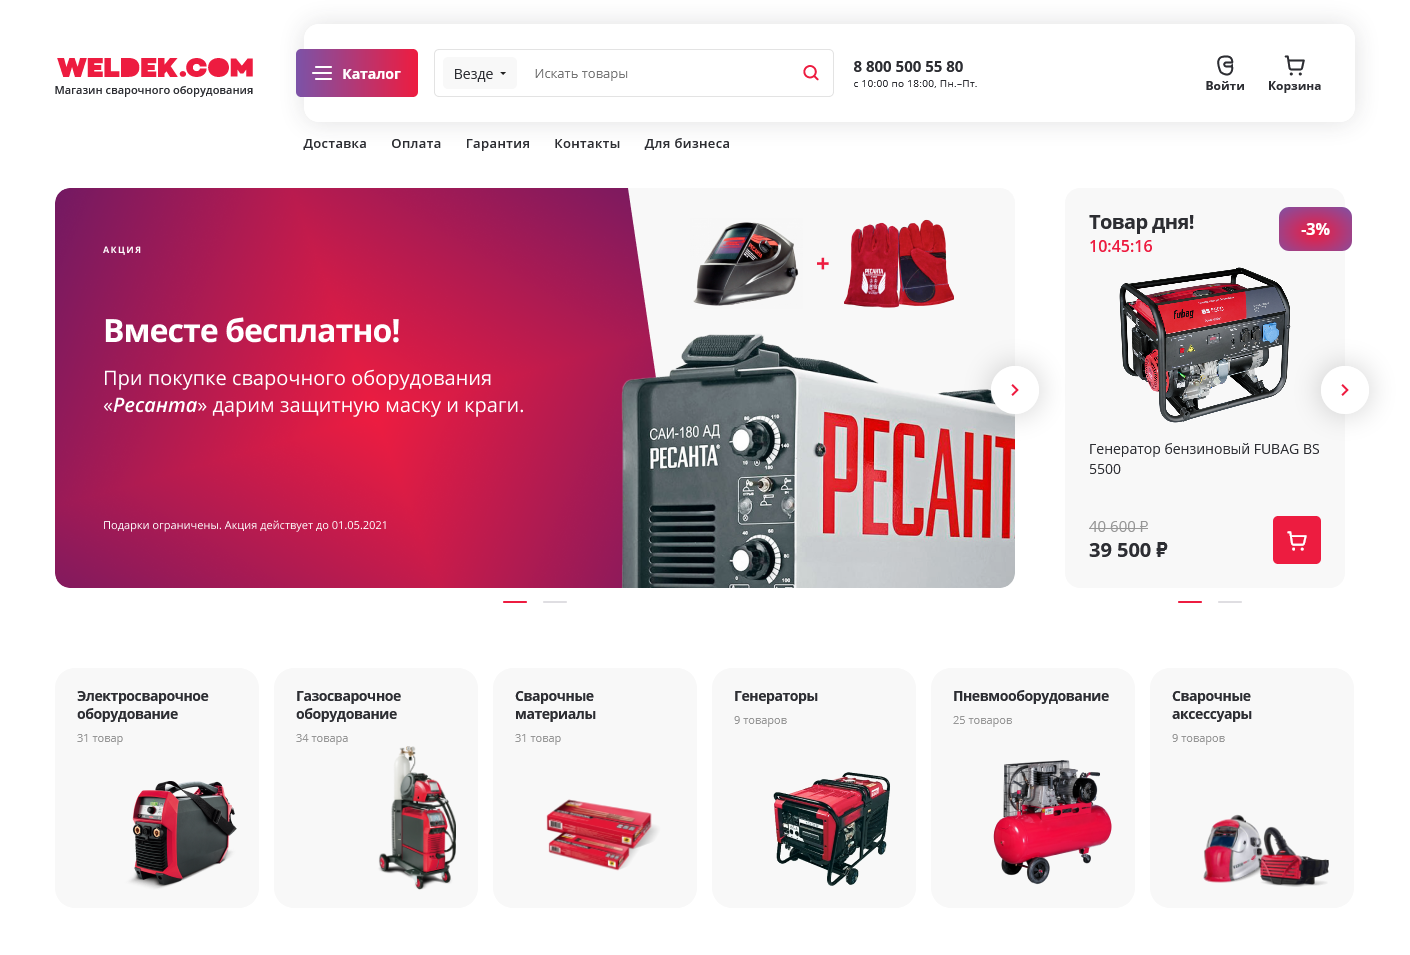 WELDEK.COM
Магазин сварочного оборудования
Каталог
Везде
Искать товары
8 800 500 55 80
с 10:00 по 18:00, Пн.–Пт.
Войти
Корзина
Доставка
Оплата
Гарантия
Контакты
Для бизнеса
АКЦИЯ
Вместе бесплатно!
При покупке сварочного оборудования
«Ресанта» дарим защитную маску и краги.
Подарки ограничены. Акция действует до 01.05.2021
+
РЕСАНТА
САИ-180 АД
РЕСАНТА
РЕСАНТ
Товар дня!
10:45:16
-3%
fubag
BS
Генератор бензиновый FUBAG BS
5500
40 600 ₽
39 500 ₽
Электросварочное
оборудование
31 товар
Газосварочное
оборудование
34 товара
Сварочные
материалы
31 товар
Генераторы
9 товаров
Пневмооборудование
25 товаров
Сварочные
аксессуары
9 товаров